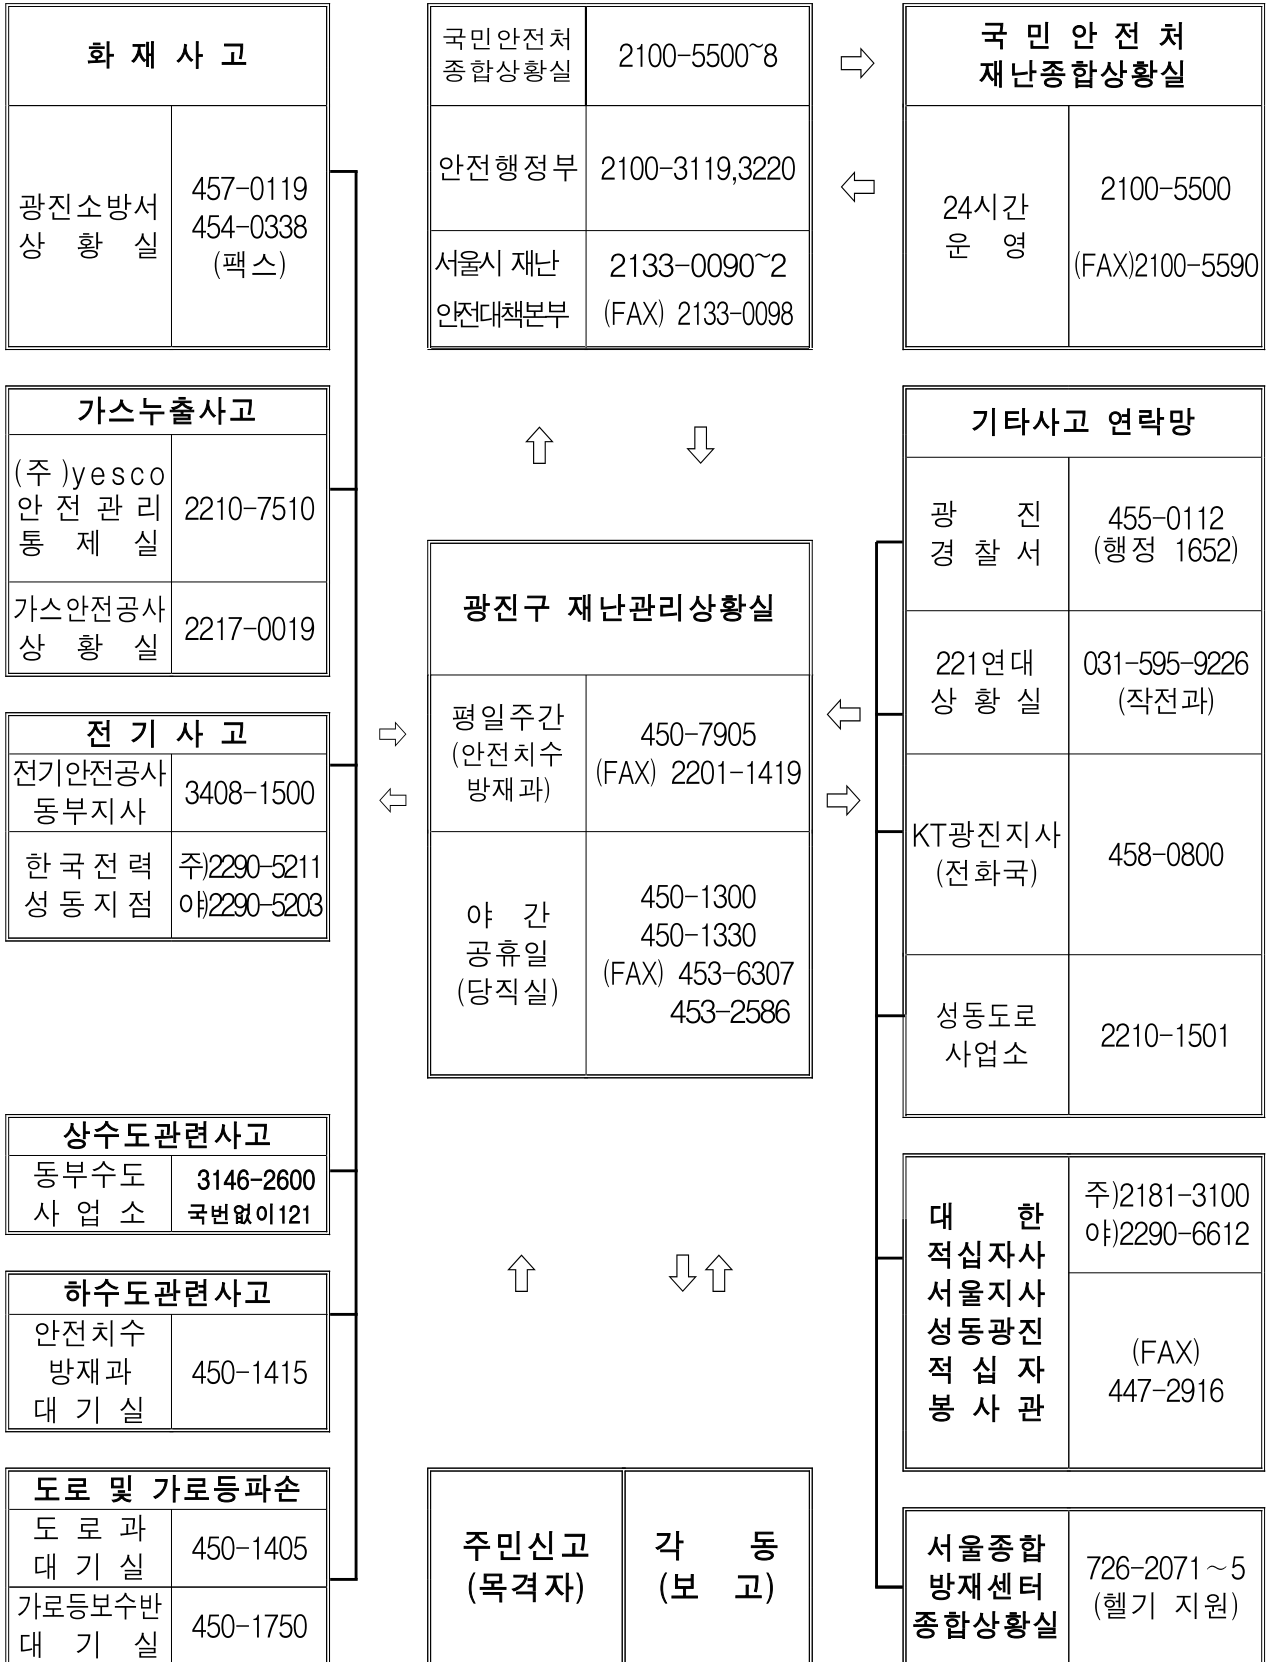 화 재 사 고
광진소방서
상 황 실
457-0119
454-0338
(팩스)
국민안전처
종합상황실
2100-5500~8
안전행정부
2100-3119,3220
서울시 재난
안전대책본부
2133-0090~2
(FAX) 2133-0098
국 민 안 전 처
재난종합상황실
24시간
운 영
2100-5500
(FAX)2100-5590
가스누출사고
(주)yesco
안 전 관 리
통 제 실
2210-7510
가스안전공사
상 황 실
2217-0019
전 기 사 고
전기안전공사
동부지사
3408-1500
한 국 전 력
성 동 지 점
주)2290-5211
야)2290-5203
광진구 재난관리상황실
평일주간
(안전치수
방재과)
450-7905
(FAX) 2201-1419
야 간
공휴일
(당직실)
450-1300
450-1330
(FAX) 453-6307
453-2586
기타사고 연락망
광 진
경 찰 서
455-0112
(행정 1652)
221연대
상 황 실
031-595-9226
(작전과)
KT광진지사
(전화국)
458-0800
성동도로
사업소
2210-1501
상수도관련사고
동부수도
사 업 소
3146-2600
국번없이121
하수도관련사고
안전치수
방재과
대 기 실
450-1415
도로 및 가로등파손
도 로 과
대 기 실
450-1405
가로등보수반
대 기 실
450-1750
주민신고
(목격자)
각 동
(보 고)
대 한
적십자사
서울지사
성동광진
적 십 자
봉 사 관
주)2181-3100
야)2290-6612
(FAX)
447-2916
서울종합
방재센터
종합상황실
726-2071~5
(헬기 지원)